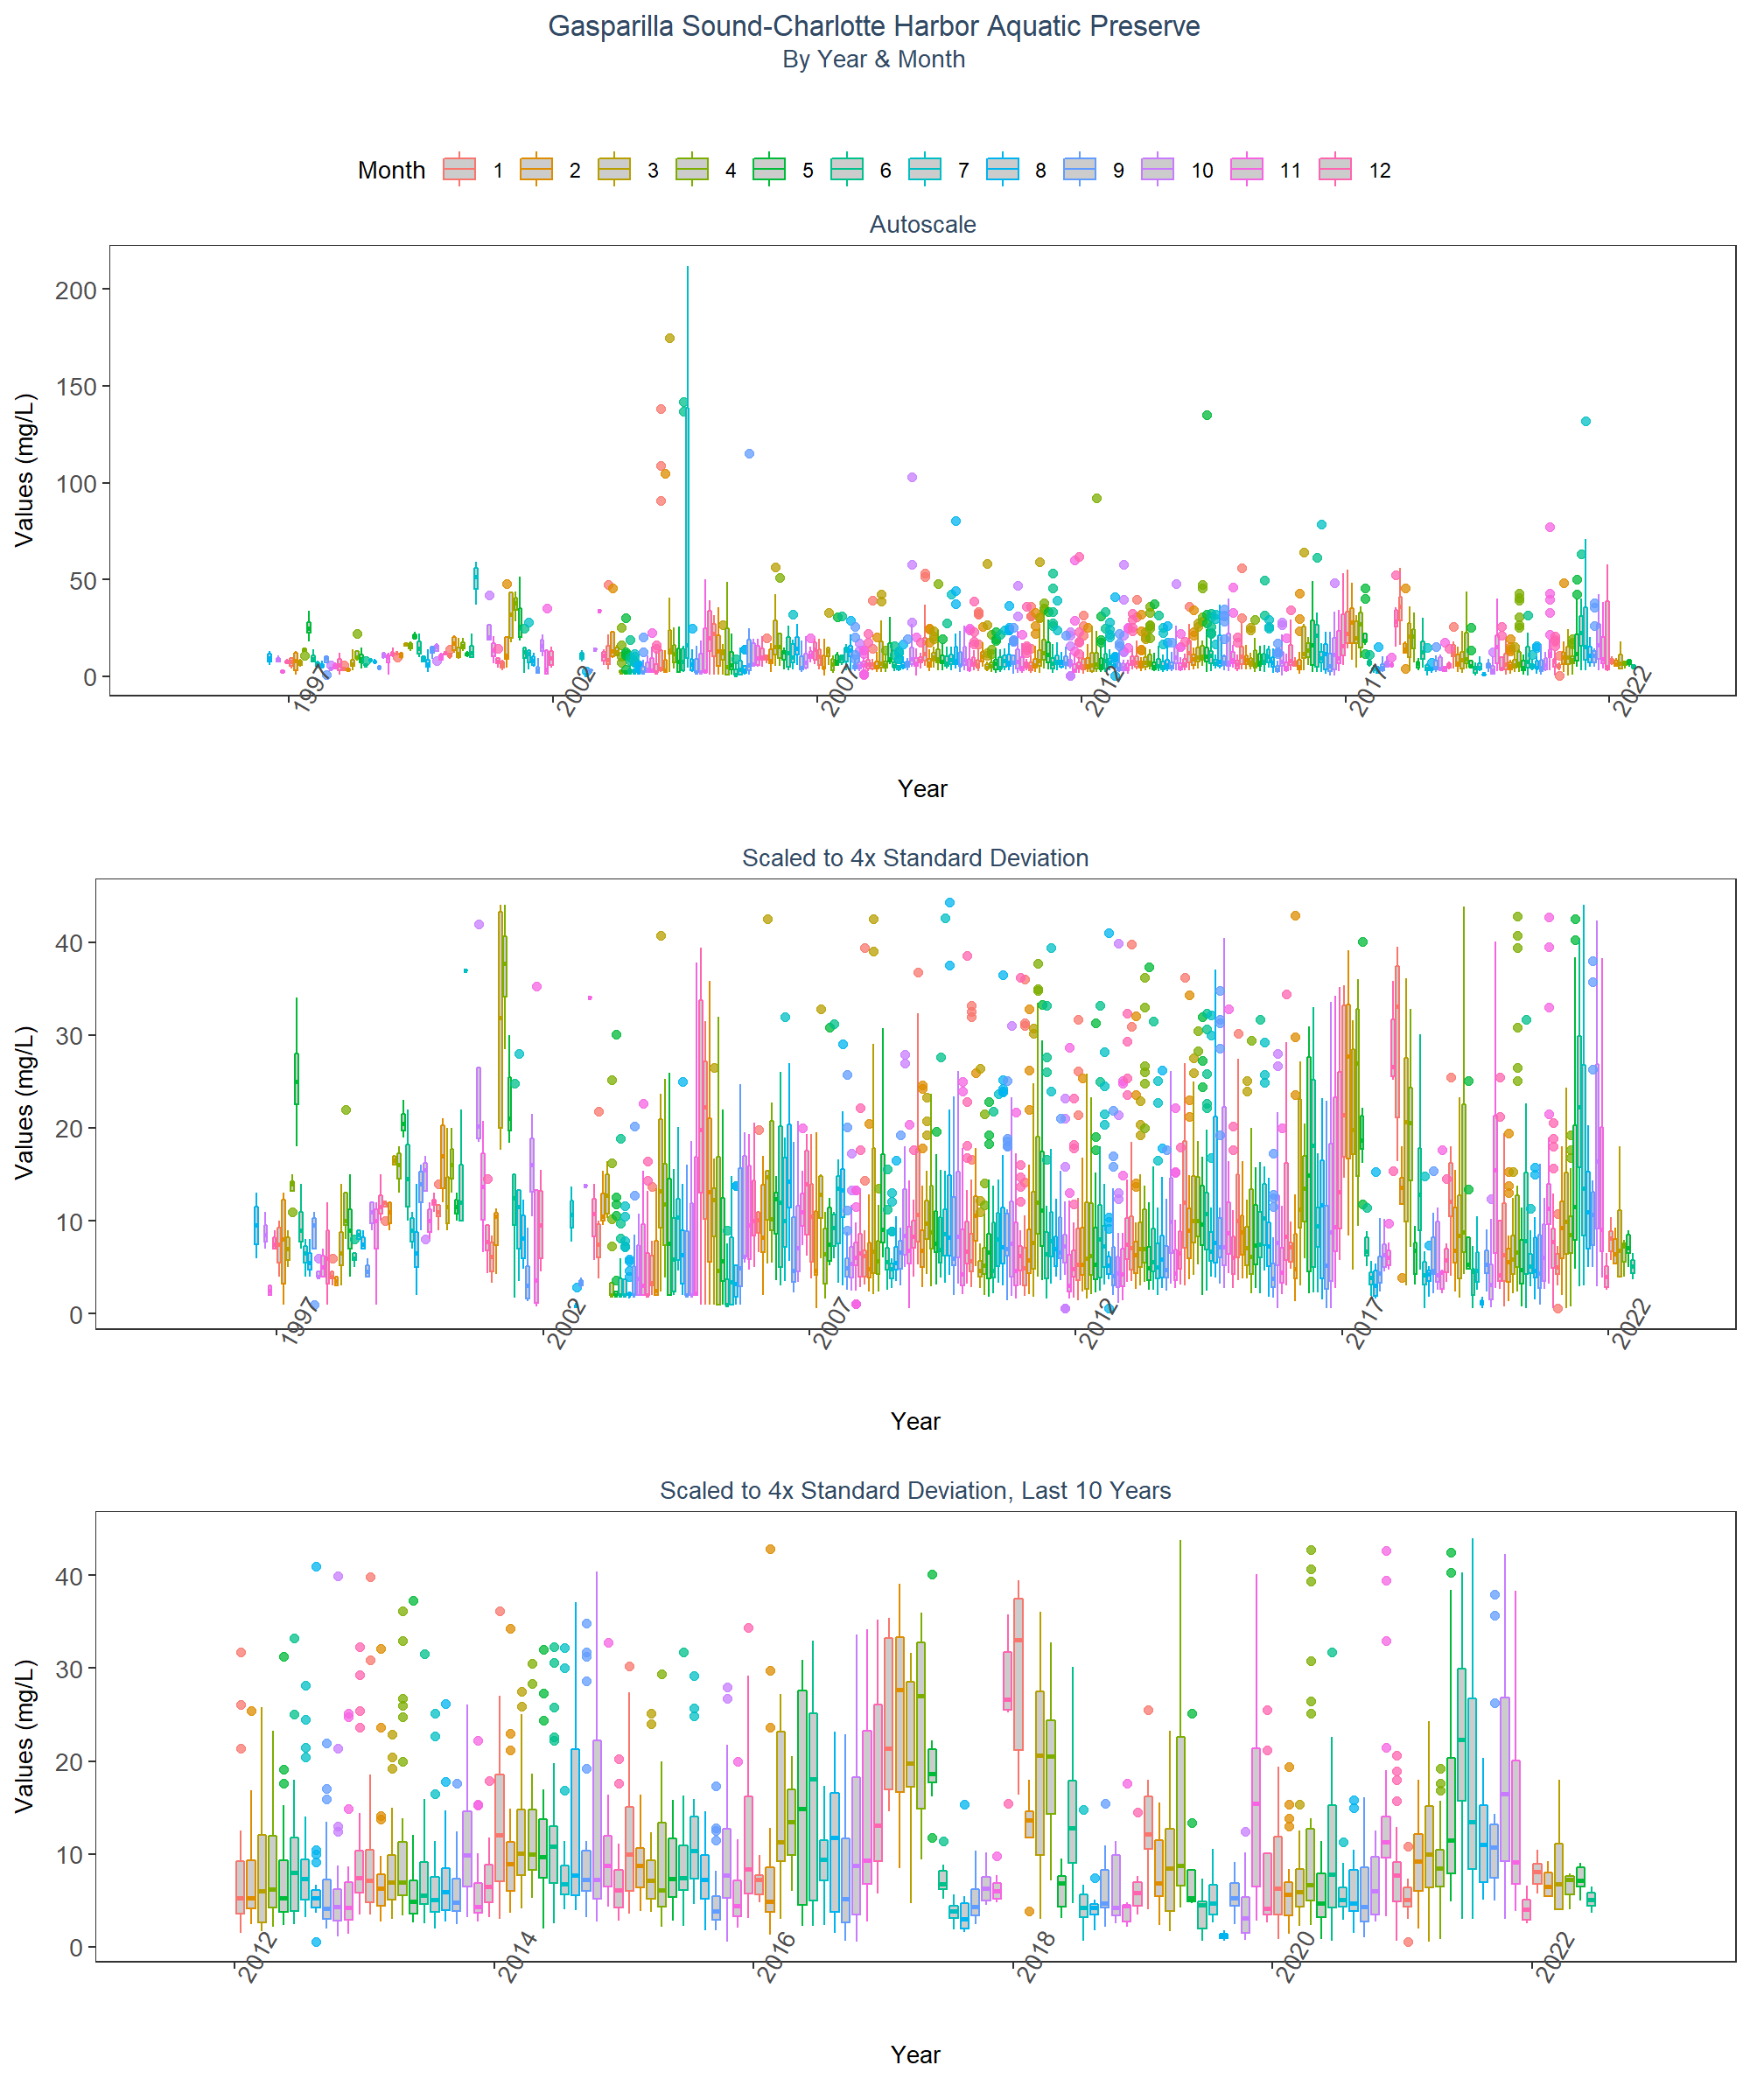 Gasparilla Sound-Charlotte Harbor Aquatic Preserve
By Year & Month
Month 1 2 3 4 5 6 7 8 9 10 11 12
Autoscale
Values (mg/L)
200
150
100
50
0
1997 2002 2007 2012 2017 2022
Year
Scaled to 4x Standard Deviation
Values (mg/L)
40
30
20
10
0
1997 2002 2007 2012 2017 2022
Year
Scaled to 4x Standard Deviation, Last 10 Years
Values (mg/L)
40
30
20
10
0
2012 2014 2016 2018 2020 2022
Year